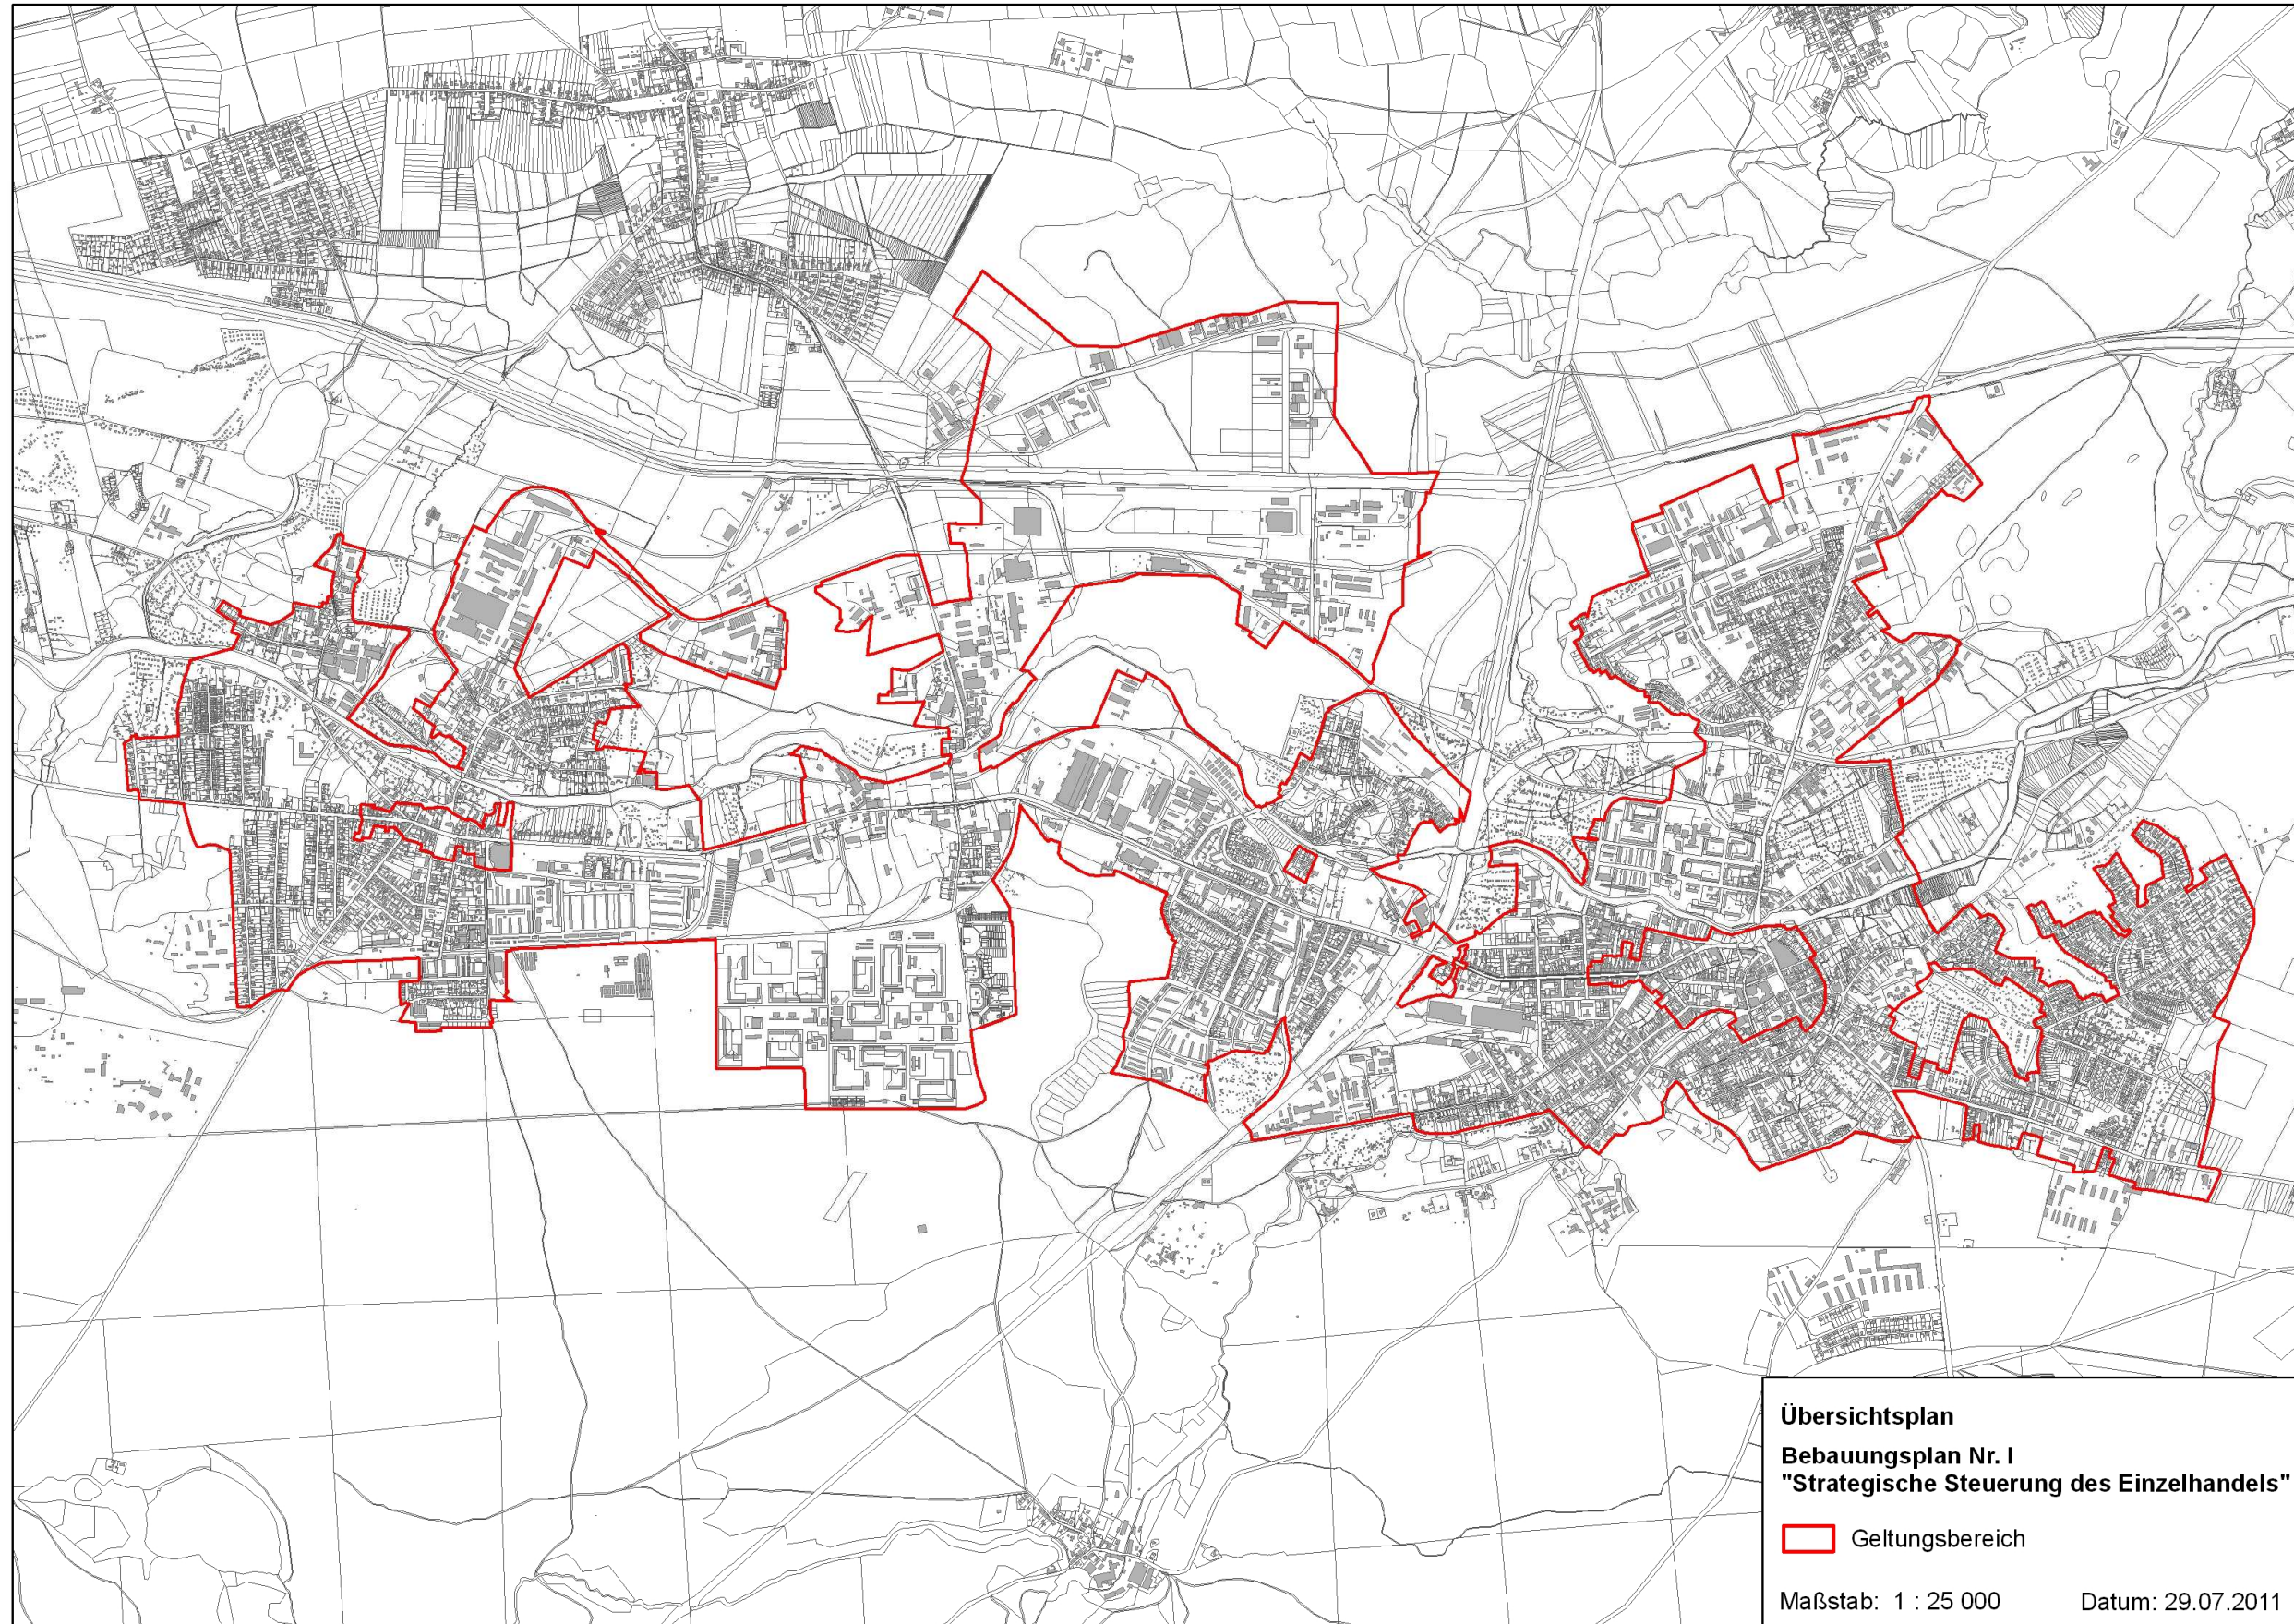 Übersichtsplan
Bebauungsplan Nr. I
"Strategische Steuerung des Einzelhandels"
Geltungsbereich
Maßstab: 1 : 25 000 Datum: 29.07.2011